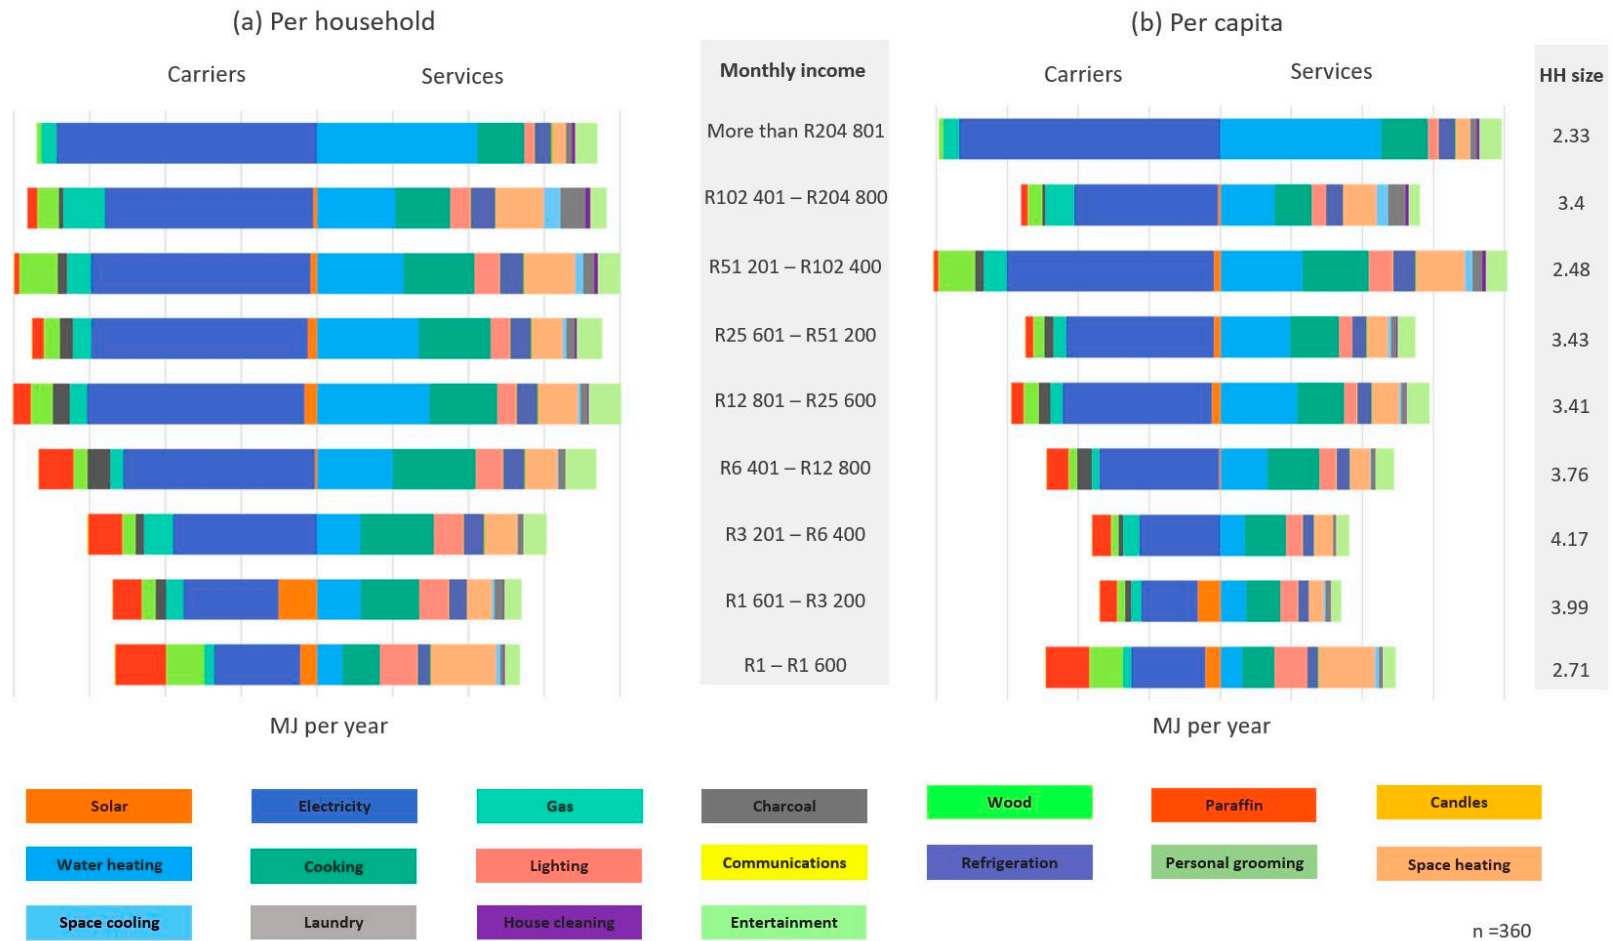 (a) Per household
(b) Per capita
Carriers
Services
Monthly income
Carriers
Services
HH size
More than R204 801
2.33
R102 401 – R204 800
3.4
R51 201 – R102 400
2.48
R25 601 – R51 200
3.43
R12 801 – R25 600
3.41
R6 401 – R12 800
3.76
R3 201 – R6 400
4.17
R1 601 – R3 200
3.99
R1 – R1 600
2.71
MJ per year
MJ per year
Solar
Electricity
Gas
Charcoal
Wood
Paraffin
Candles
Water heating
Cooking
Lighting
Communications
Refrigeration
Personal grooming
Space heating
Space cooling
Laundry
House cleaning
Entertainment
n =360